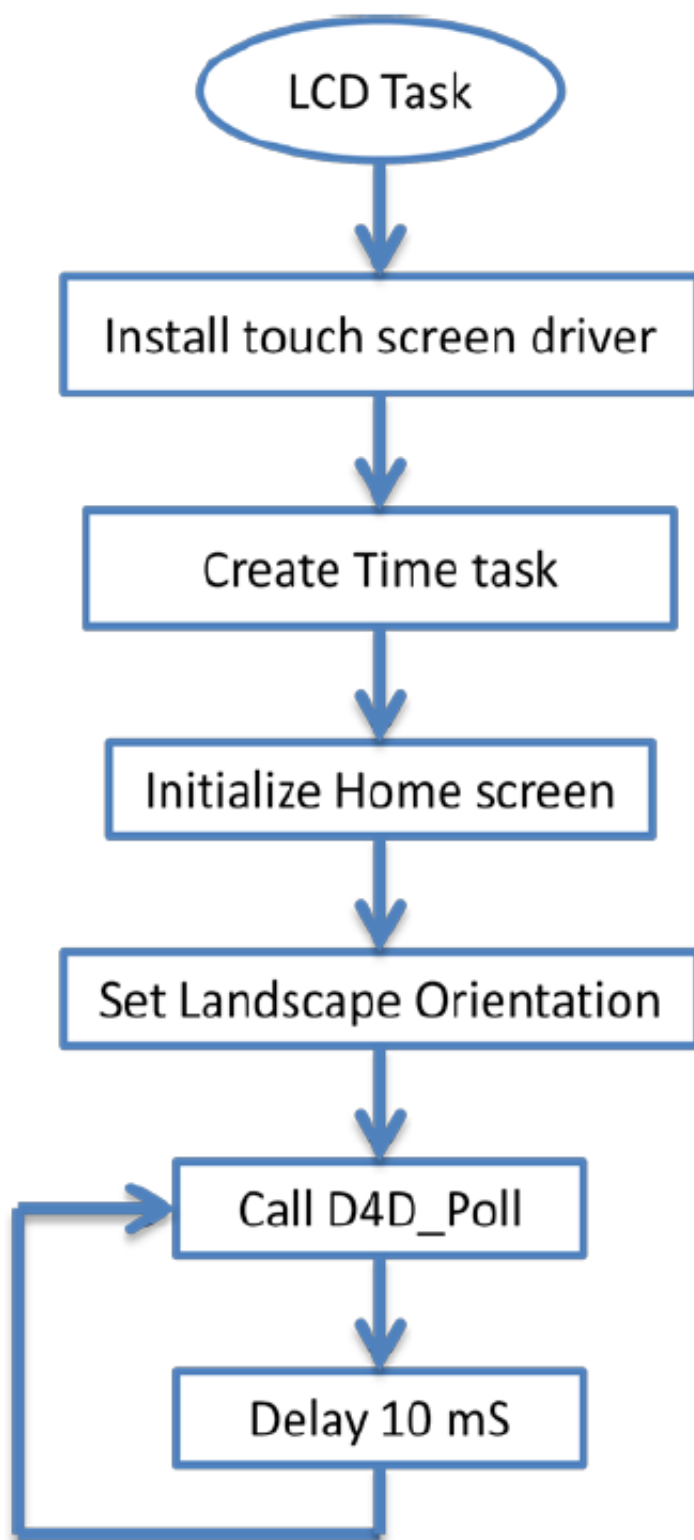 LCD Task
Install touch screen driver
Create Time task
Initialize Home screen
Set Landscape Orientation
Call D4D_Poll
Delay 10 mS